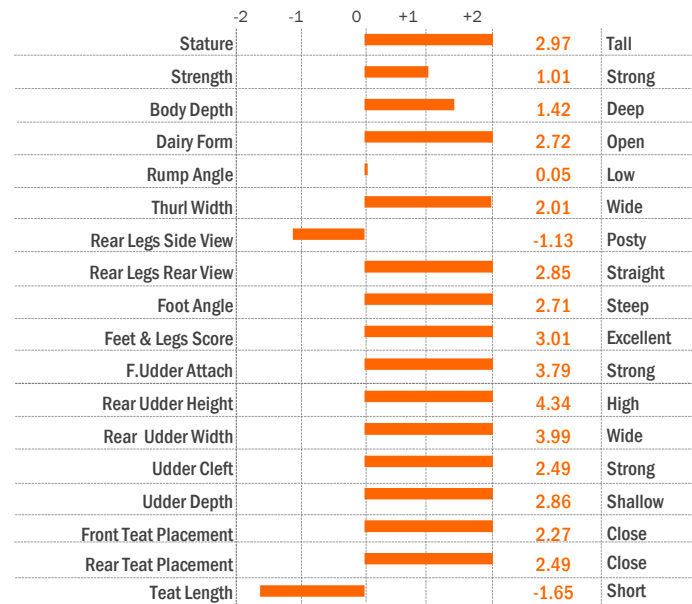 -2 -1 0 +1 +2
Stature 2.97 Tall
Strength 1.01 Strong
Body Depth 1.42 Deep
Dairy Form 2.72 Open
Rump Angle 0.05 Low
Thurl Width 2.01 Wide
Rear Legs Side View -1.13 Posty
Rear Legs Rear View 2.85 Straight
Foot Angle 2.71 Steep
Feet & Legs Score 3.01 Excellent
F.Udder Attach 3.79 Strong
Rear Udder Height 4.34 High
Rear Udder Width 3.99 Wide
Udder Cleft 2.49 Strong
Udder Depth 2.86 Shallow
Front Teat Placement 2.27 Close
Rear Teat Placement 2.49 Close
Teat Length -1.65 Short